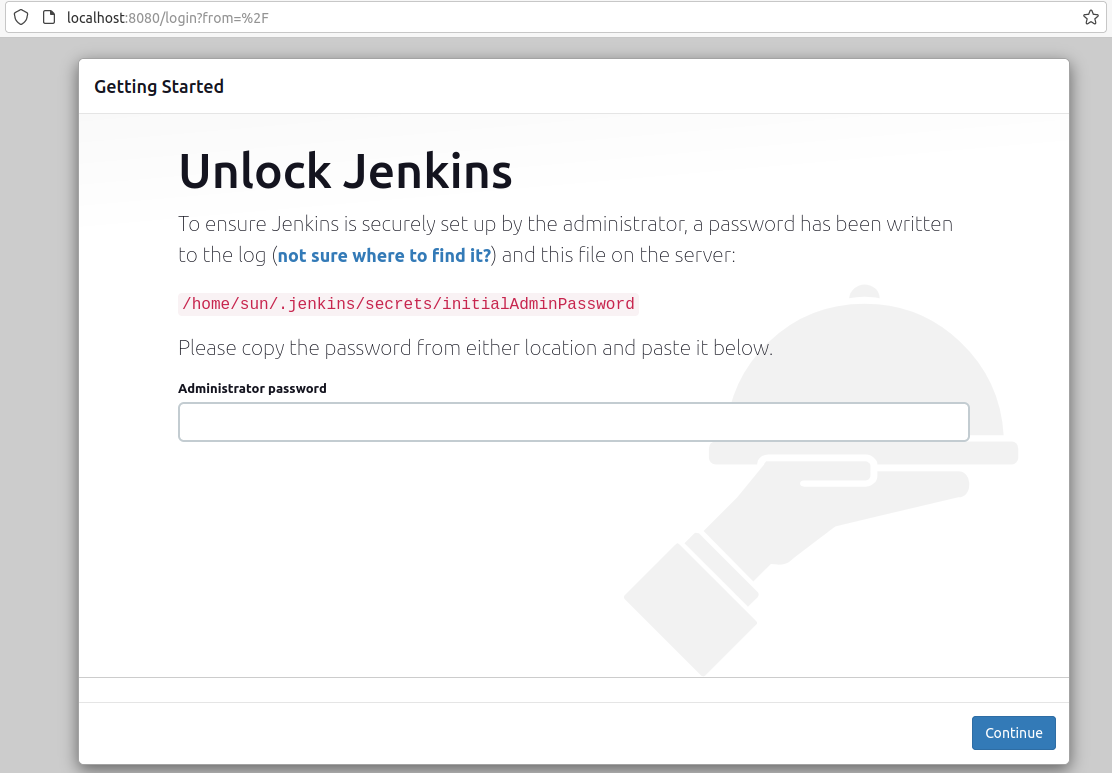 localhost:8080/login?from=%2F
Getting Started
Unlock Jenkins
To ensure Jenkins is securely set up by the administrator, a password has been written
to the log (not sure where to find it?) and this file on the server:
/home/sun/.jenkins/secrets/initialAdminPassword
Please copy the password from either location and paste it below.
Administrator password
Continue